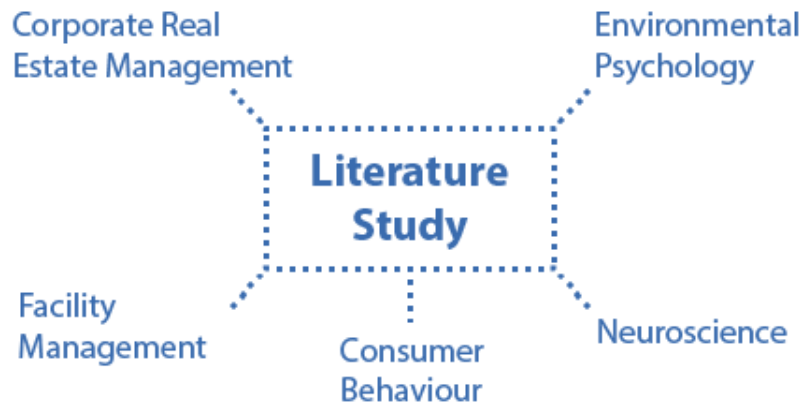 Corporate Real
Estate Management
Environmental
Psychology
Literature
Study
Facility
Management
Consumer
Behaviour
Neuroscience